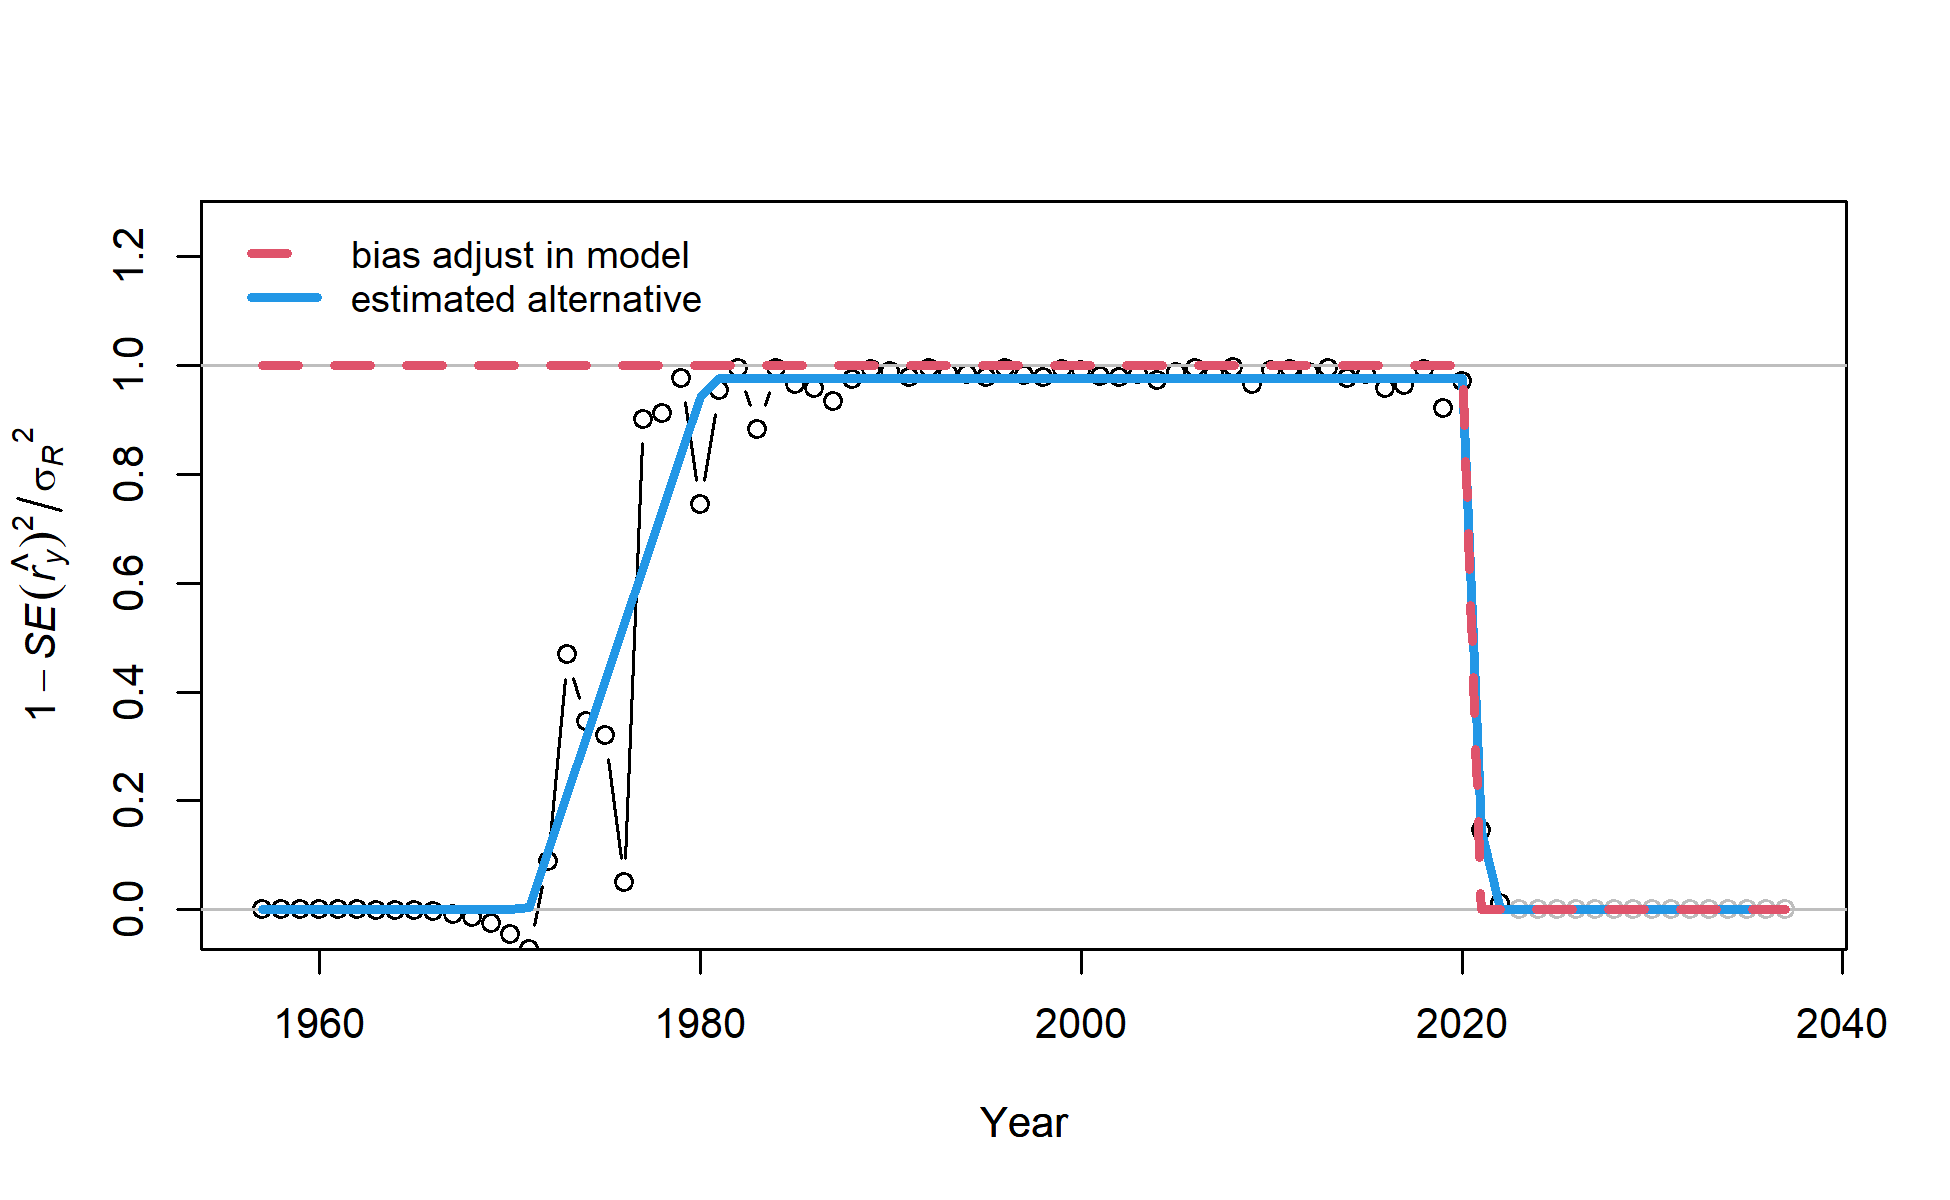 bias adjust in model
estimated alternative
1 − SE(r̂y)²/σR²
1.2
1.0
0.8
0.6
0.4
0.2
0.0
1960 1980 2000 2020 2040
Year